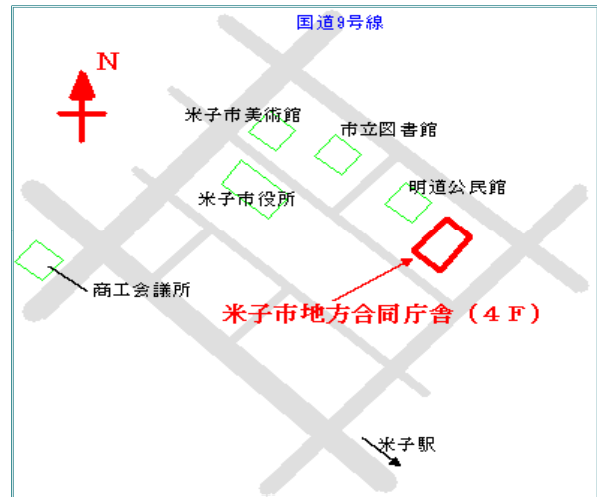 国道9号線
N
米子市美術館
市立図書館
明道公民館
米子市役所
商工会議所
米子市地方合同庁舎（４Ｆ）
米子駅